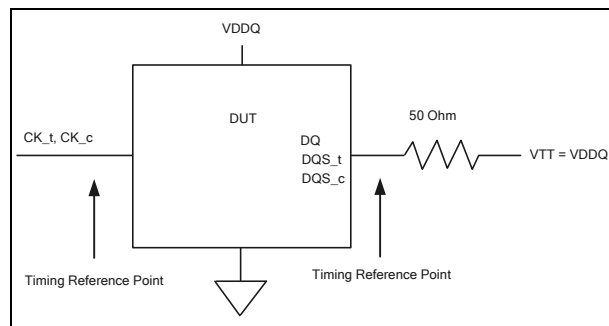 VDDQ
50 Ohm
CK_t, CK_c
DUT
DQ
DQS_t
DQS_c
VTT = VDDQ
Timing Reference Point
Timing Reference Point